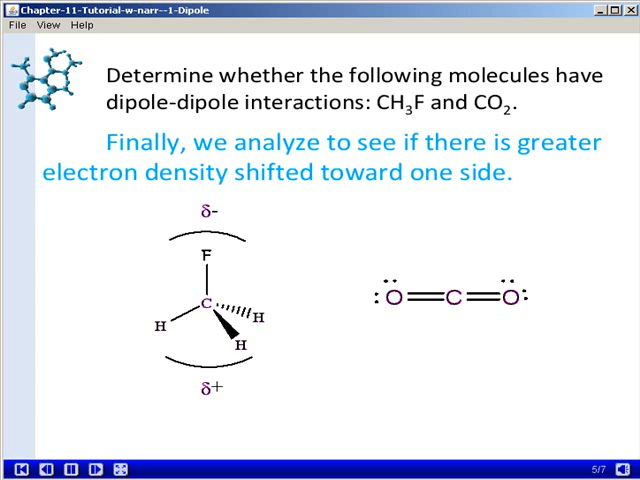 Chapter-11-Tutorial-w-narr--1-Dipole
File View Help
Determine whether the following molecules have
dipole-dipole interactions: CH₃F and CO₂.
Finally, we analyze to see if there is greater
electron density shifted toward one side.
δ-
F
C
H
H
H
δ+
:O=C=O:
5/7